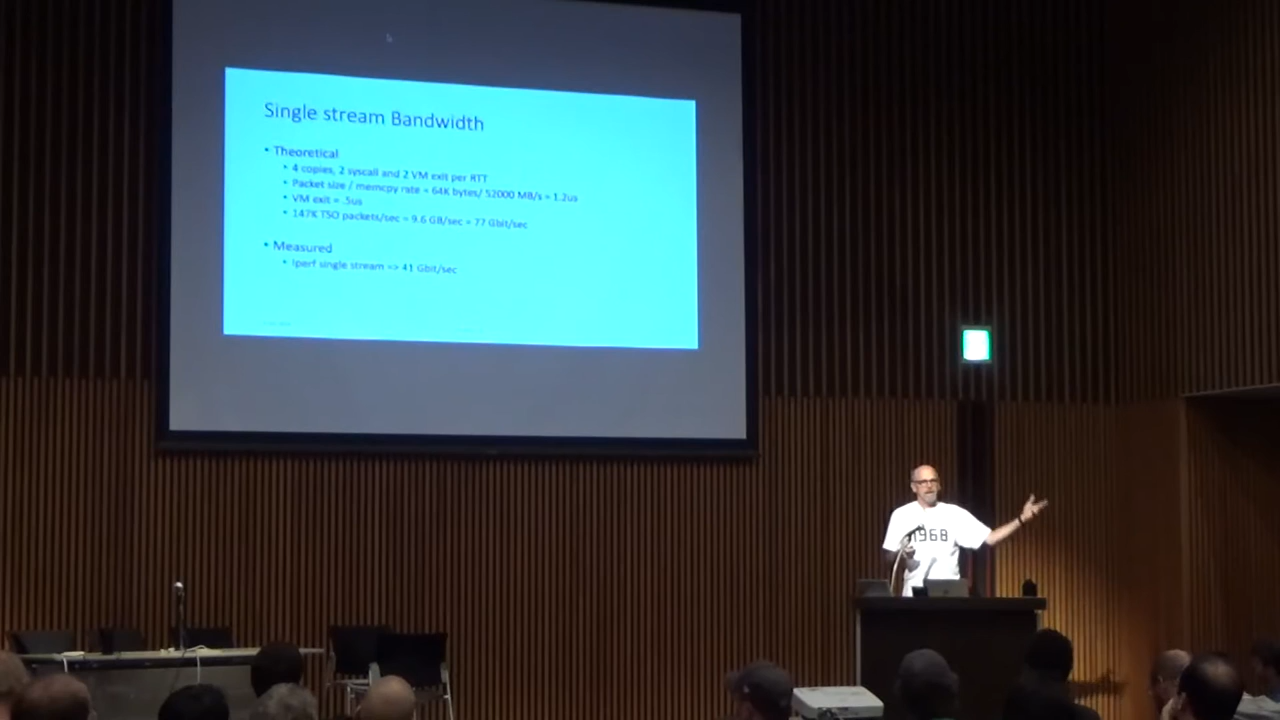 Single stream Bandwidth
• Theoretical
• 4 copies, 2 syscall and 2 VM exit per RTT
• Packet size / memcpy rate = 64K bytes/ 52000 MB/s = 1.2us
• VM exit = .5us
• 147K TSO packets/sec = 9.6 GB/sec = 77 Gbit/sec
• Measured
• Iperf single stream => 41 Gbit/sec
1968